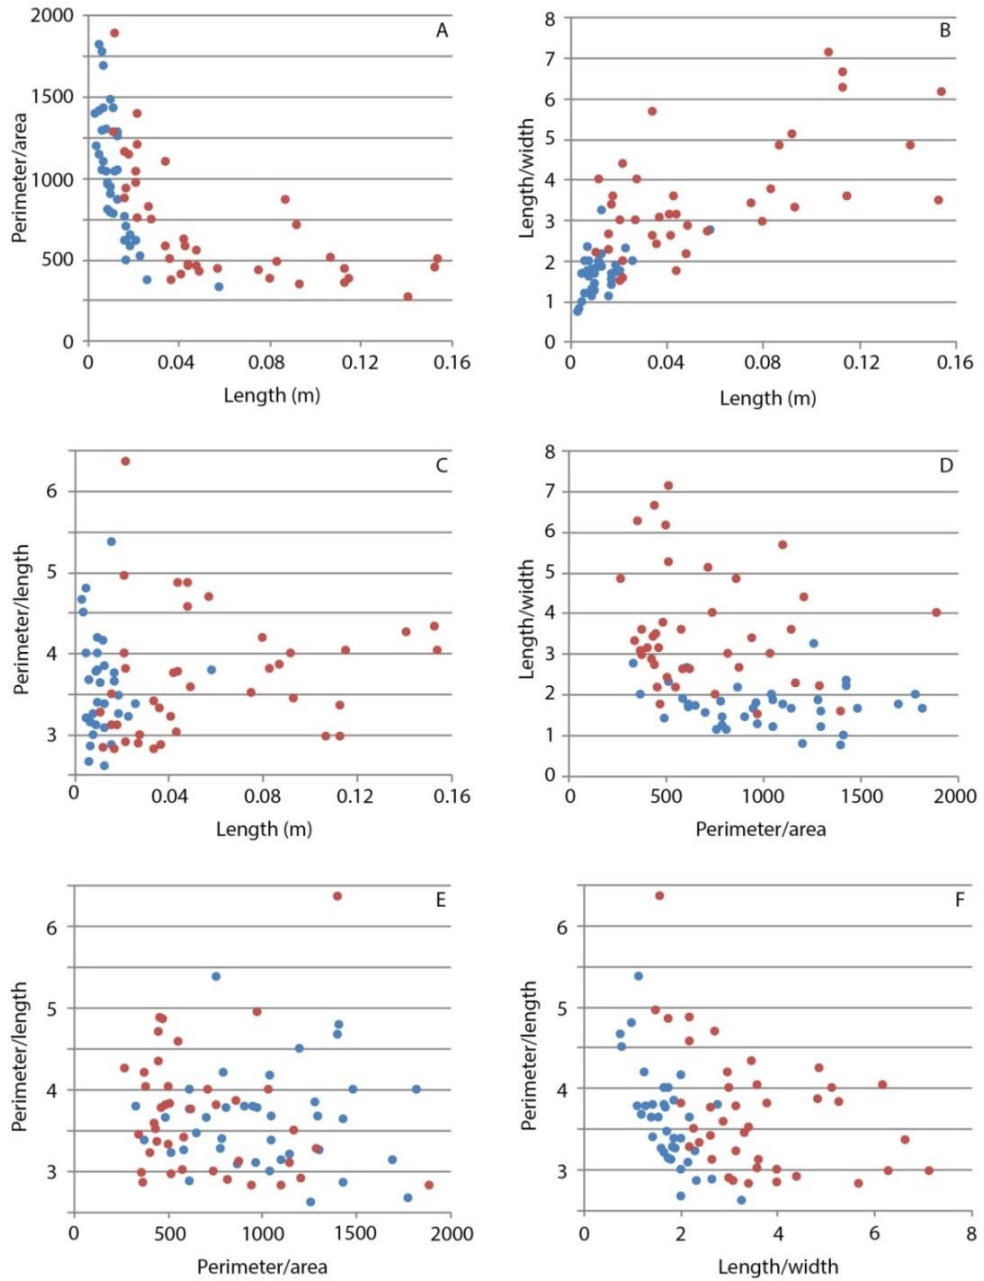 2000
A
1500
1000
500
0
Perimeter/area
0 0.04 0.08 0.12 0.16
Length (m)
8
B
7
6
5
4
3
2
1
0
Length/width
0 0.04 0.08 0.12 0.16
Length (m)
C
6
5
4
3
Perimeter/length
0 0.04 0.08 0.12 0.16
Length (m)
8
D
7
6
5
4
3
2
1
0
Length/width
0 500 1000 1500 2000
Perimeter/area
E
6
5
4
3
Perimeter/length
0 500 1000 1500 2000
Perimeter/area
F
6
5
4
3
Perimeter/length
0 2 4 6 8
Length/width